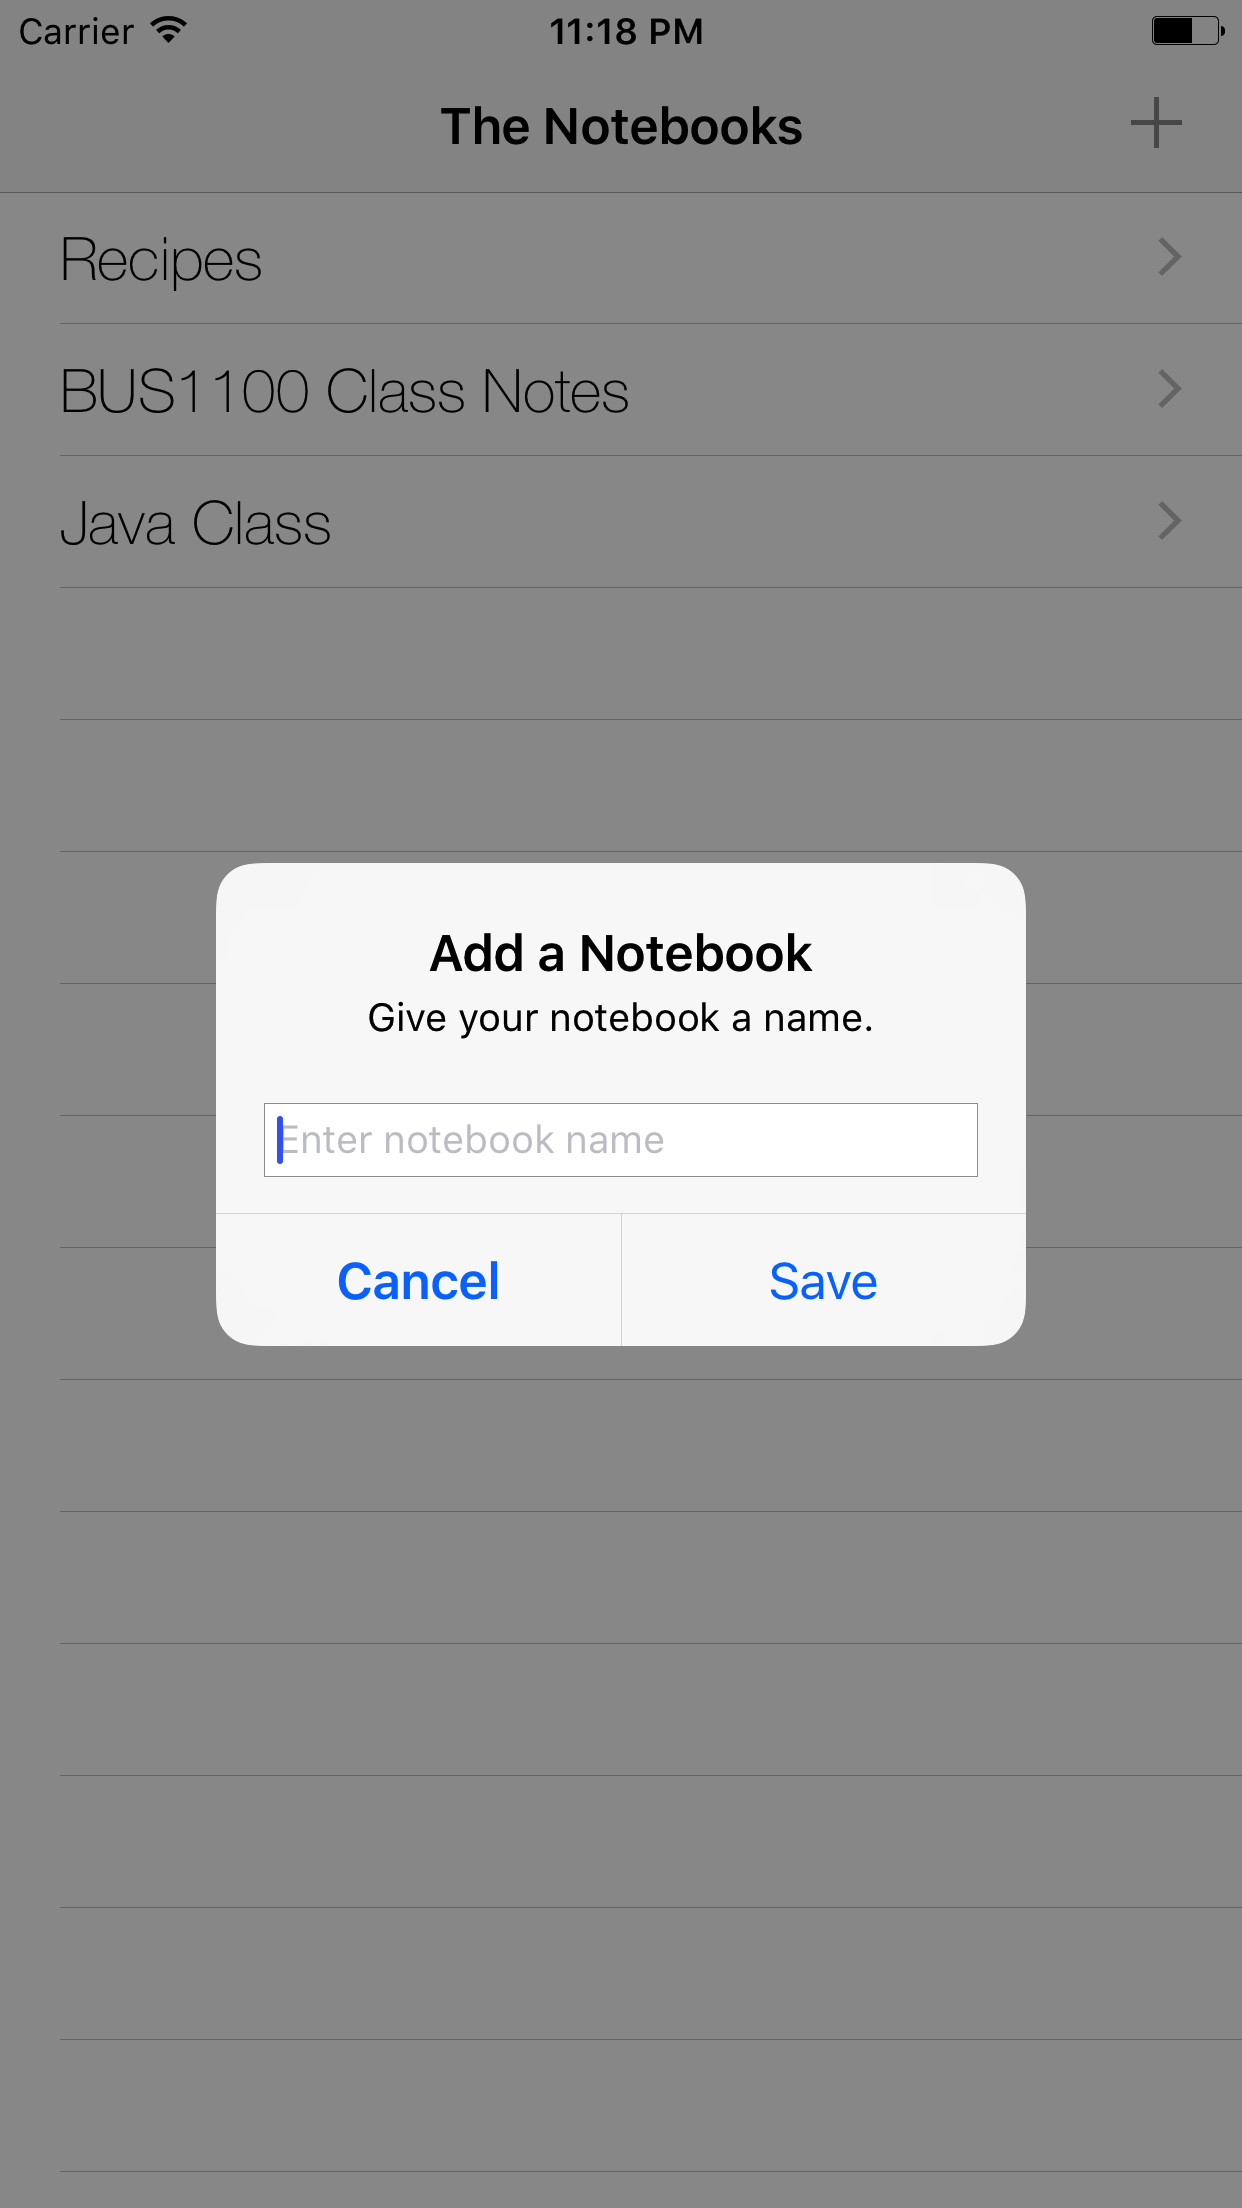 Carrier 11:18 PM
The Notebooks
Recipes
BUS1100 Class Notes
Java Class
Add a Notebook
Give your notebook a name.
Enter notebook name
Cancel Save